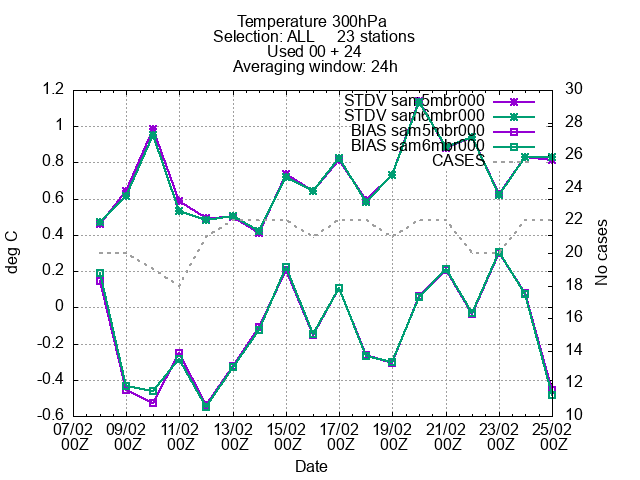 Temperature 300hPa
Selection: ALL     23 stations
Used 00 + 24
Averaging window: 24h
1.2
1
0.8
0.6
0.4
0.2
0
-0.2
-0.4
-0.6
deg C
30
28
26
24
22
20
18
16
14
12
10
No cases
STDV sam5mbr000
STDV sam6mbr000
BIAS sam5mbr000
BIAS sam6mbr000
CASES
07/02 09/02 11/02 13/02 15/02 17/02 19/02 21/02 23/02 25/02
00Z 00Z 00Z 00Z 00Z 00Z 00Z 00Z 00Z 00Z
Date